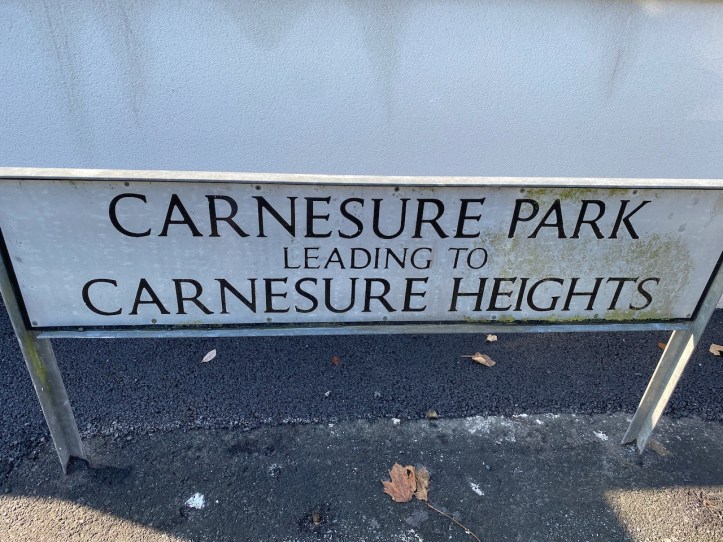 CARNESURE PARK
LEADING TO
CARNESURE HEIGHTS